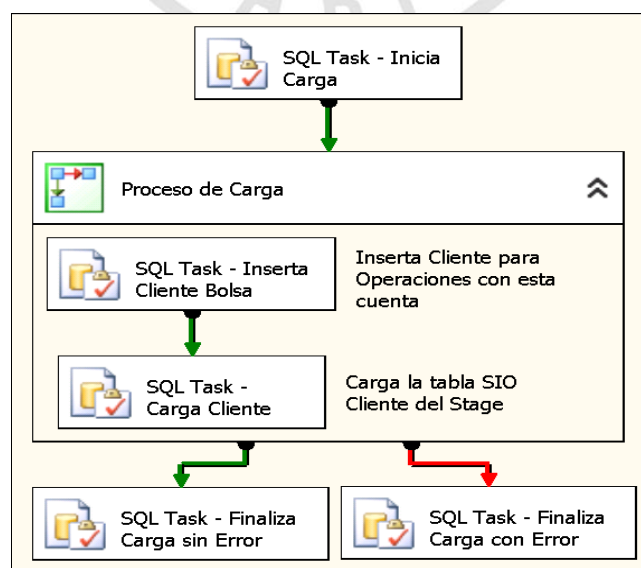 SQL Task - Inicia
Carga
Proceso de Carga
SQL Task - Inserta
Cliente Bolsa
Inserta Cliente para
Operaciones con esta
cuenta
SQL Task -
Carga Cliente
Carga la tabla SIO
Cliente del Stage
SQL Task - Finaliza
Carga sin Error
SQL Task - Finaliza
Carga con Error